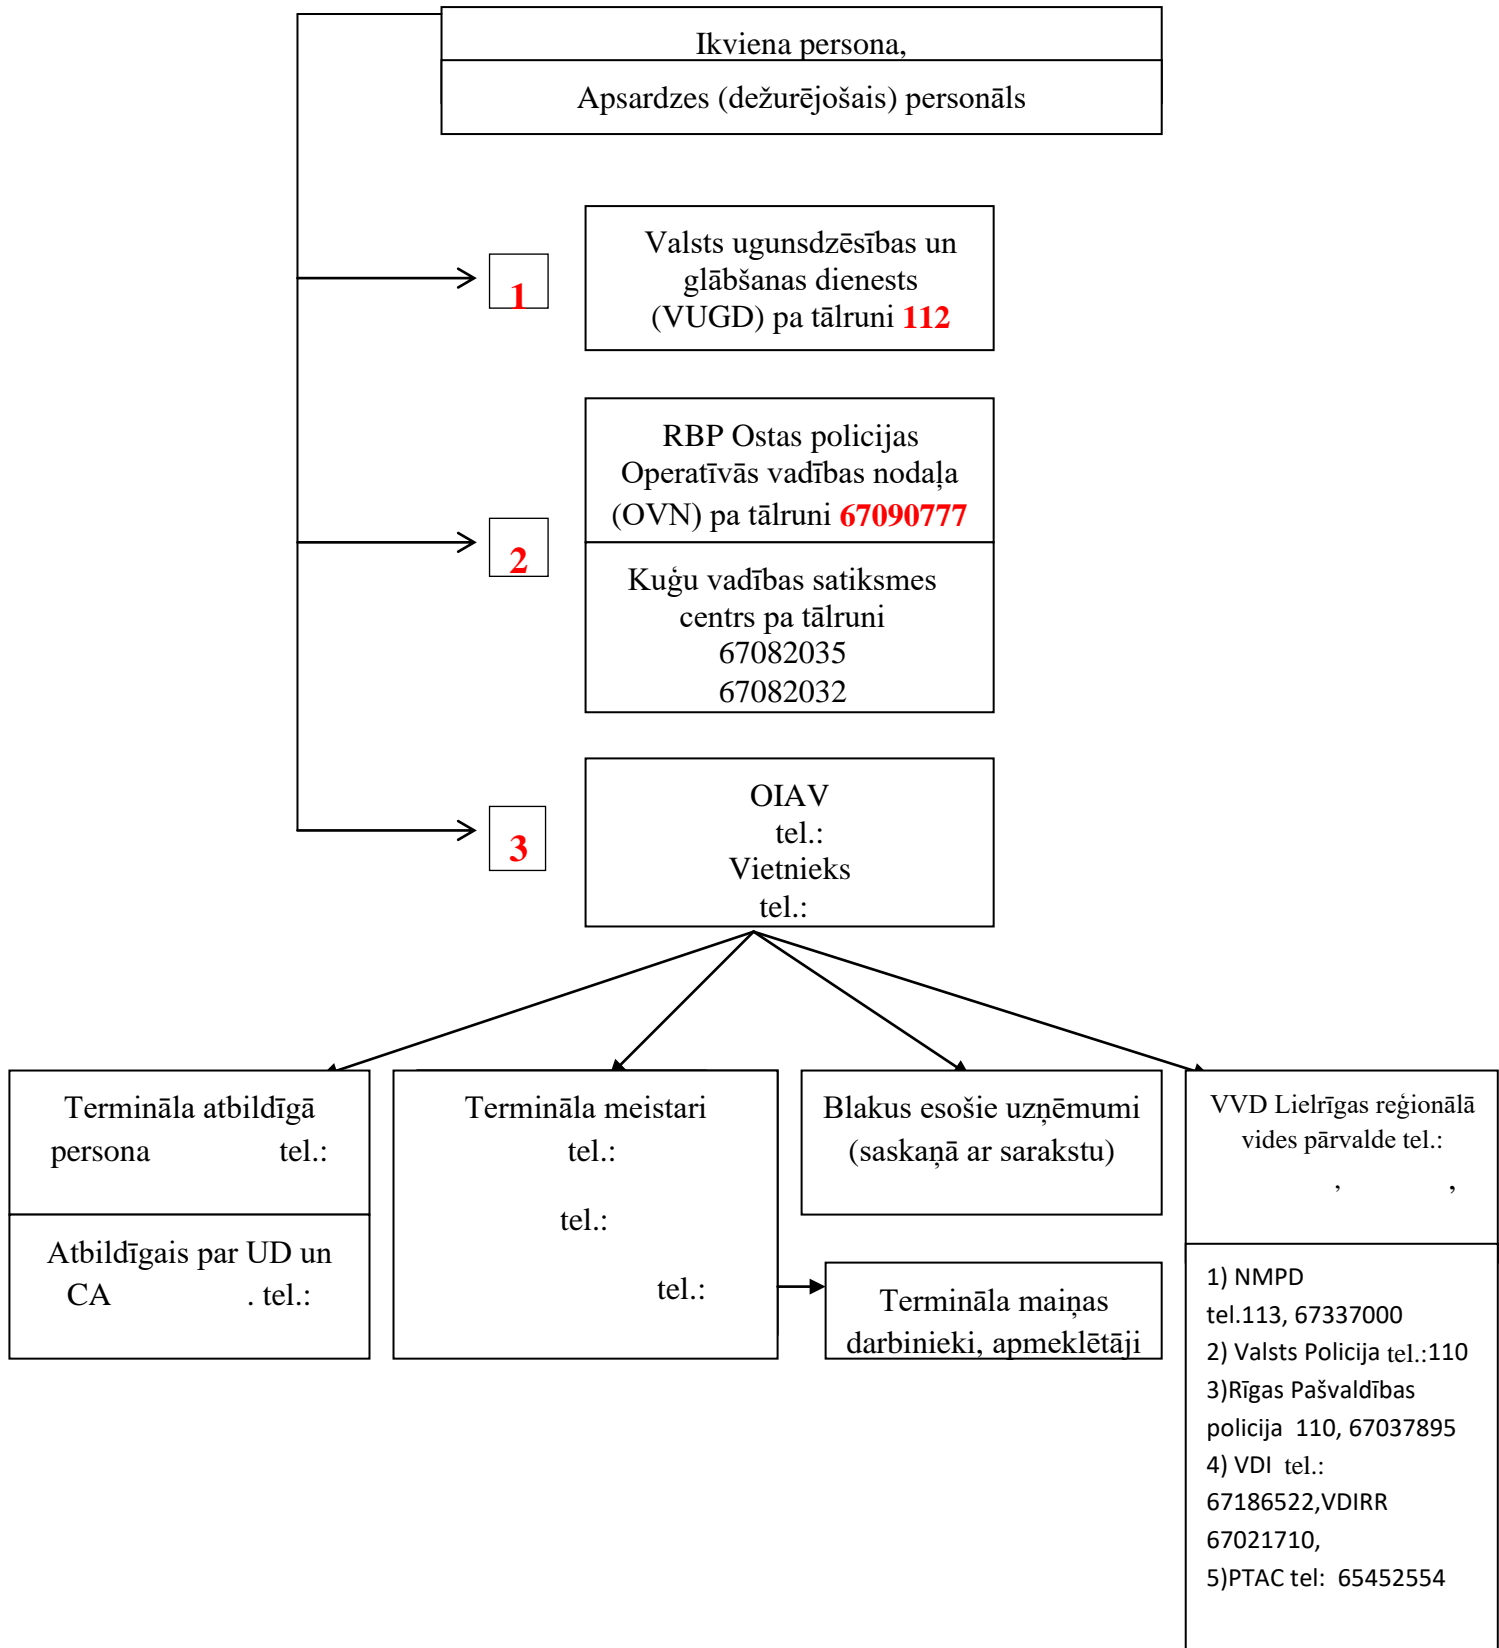 Ikviena persona,
Apsardzes (dežurējošais) personāls
1
Valsts ugunsdzēsības un
glābšanas dienests
(VUGD) pa tālruni 112
2
RBP Ostas policijas
Operatīvās vadības nodaļa
(OVN) pa tālruni 67090777
Kuģu vadības satiksmes
centrs pa tālruni
67082035
67082032
3
OIAV
tel.:
Vietnieks
tel.:
Termināla atbildīgā
persona tel.:
Atbildīgais par UD un
CA . tel.:
Termināla meistari
tel.:
tel.:
tel.:
Blakus esošie uzņēmumi
(saskaņā ar sarakstu)
Termināla maiņas
darbinieki, apmeklētāji
VVD Lielrīgas reģionālā
vides pārvalde tel.:
, ,
1) NMPD
tel.113, 67337000
2) Valsts Policija tel.:110
3)Rīgas Pašvaldības
policija 110, 67037895
4) VDI tel.:
67186522,VDIRR
67021710,
5)PTAC tel: 65452554